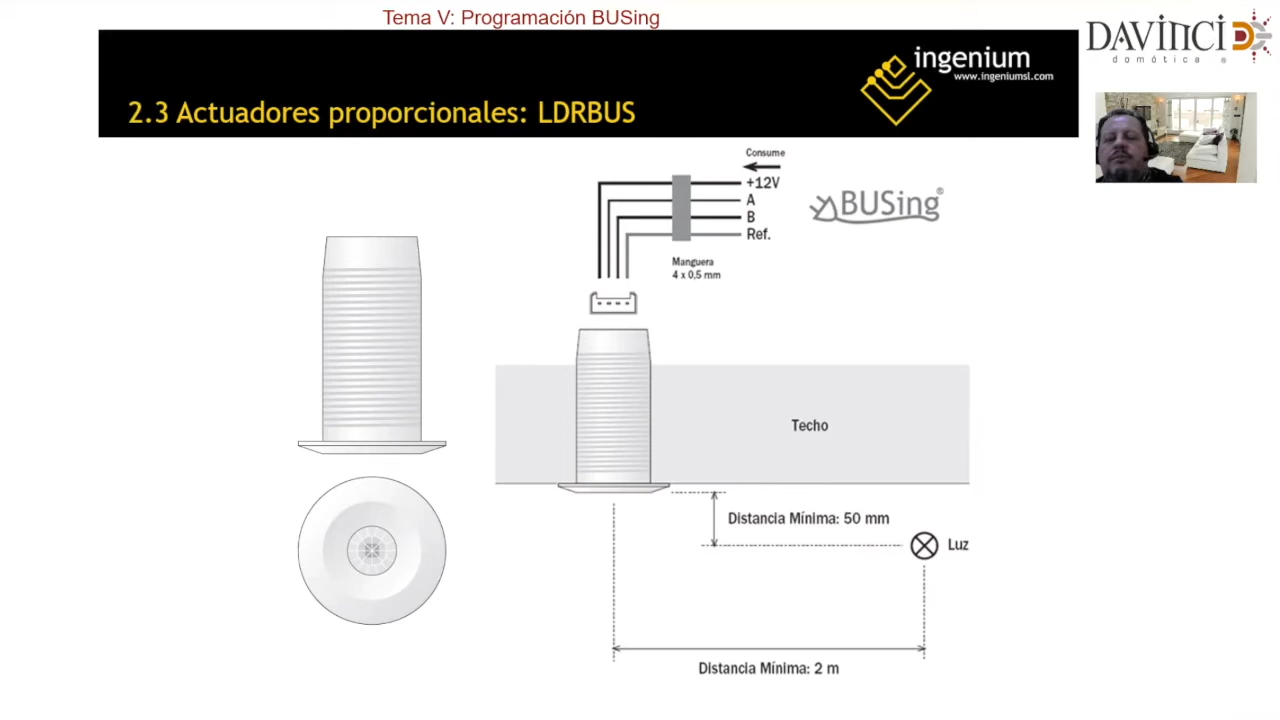 Tema V: Programación BUSing
DAVINCI
domótica ®
ingenium
www.ingeniumsl.com
2.3 Actuadores proporcionales: LDRBUS
Consume
+12V
A
B
Ref.
BUSing®
Manguera
4 x 0,5 mm
Techo
Distancia Mínima: 50 mm
Luz
Distancia Mínima: 2 m